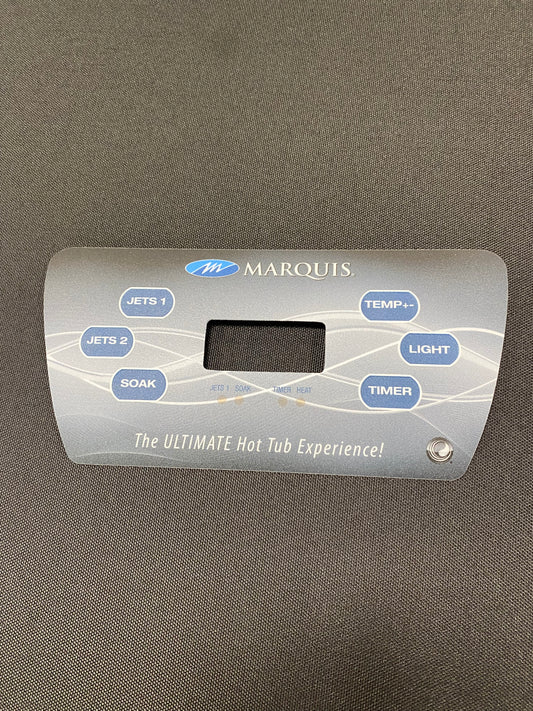 MARQUIS.
JETS 1
TEMP+-
JETS 2
LIGHT
SOAK
TIMER
JETS 1 SOAK TIMER HEAT
The ULTIMATE Hot Tub Experience!